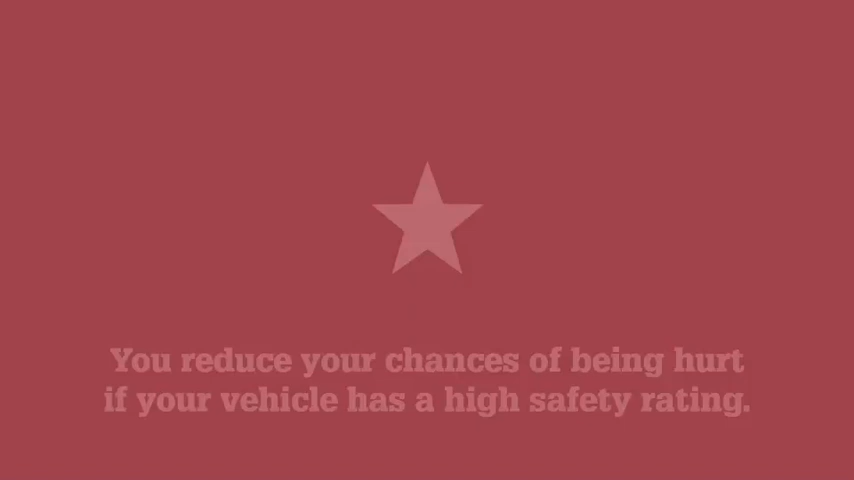 You reduce your chances of being hurt
if your vehicle has a high safety rating.